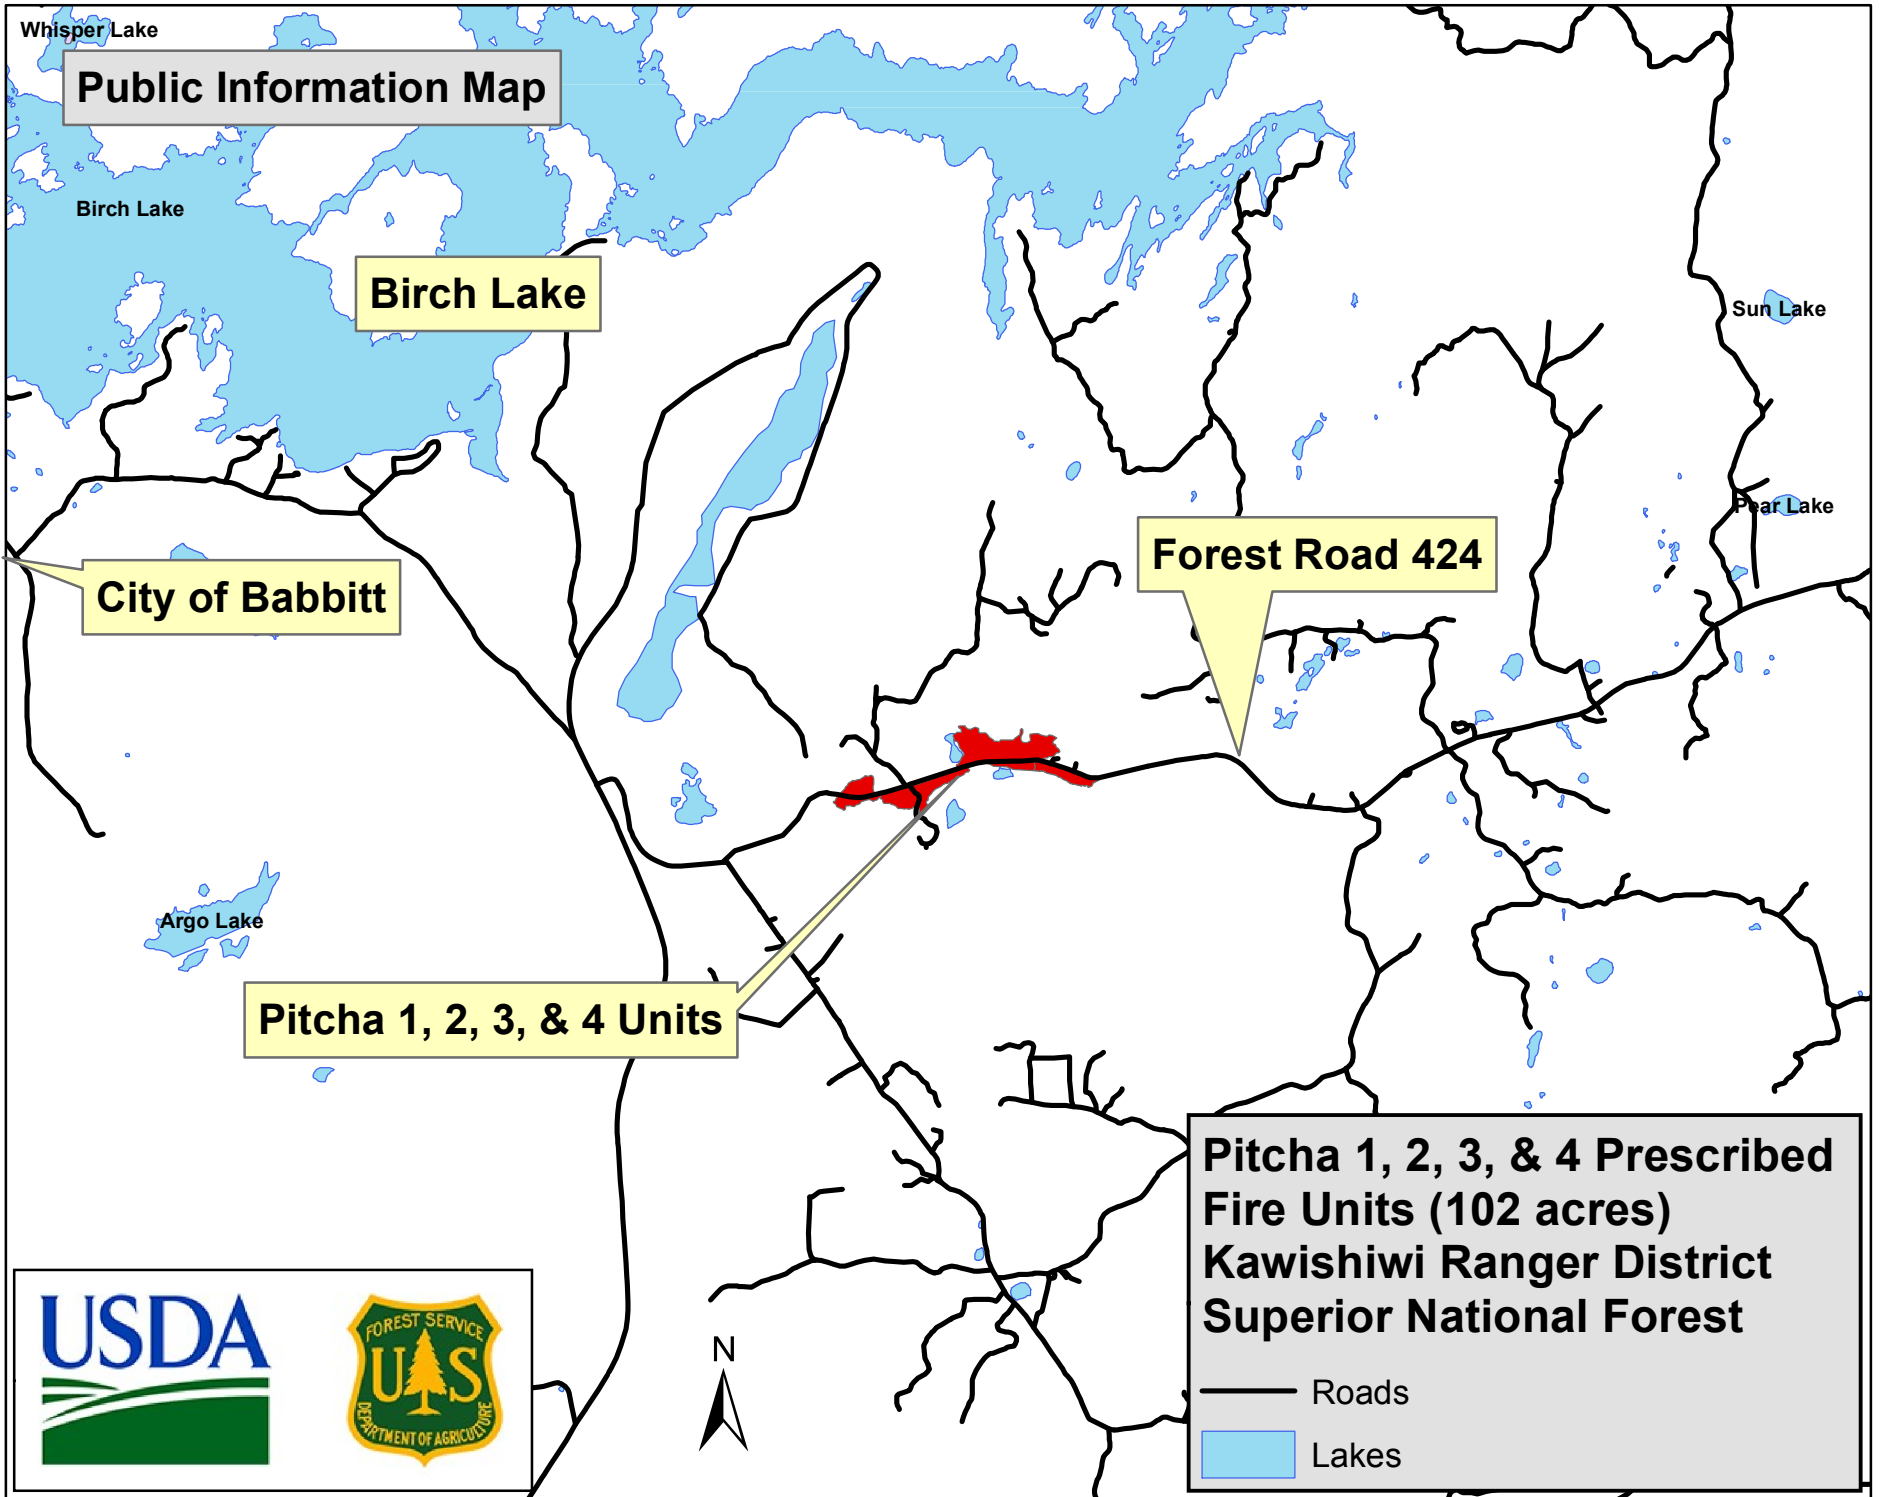 Whisper Lake
Public Information Map
Birch Lake
Birch Lake
Sun Lake
Pear Lake
Forest Road 424
City of Babbitt
Argo Lake
Pitcha 1, 2, 3, & 4 Units
Pitcha 1, 2, 3, & 4 Prescribed
Fire Units (102 acres)
Kawishiwi Ranger District
Superior National Forest
Roads
Lakes
N
USDA
FOREST SERVICE
U S
DEPARTMENT OF AGRICULTURE